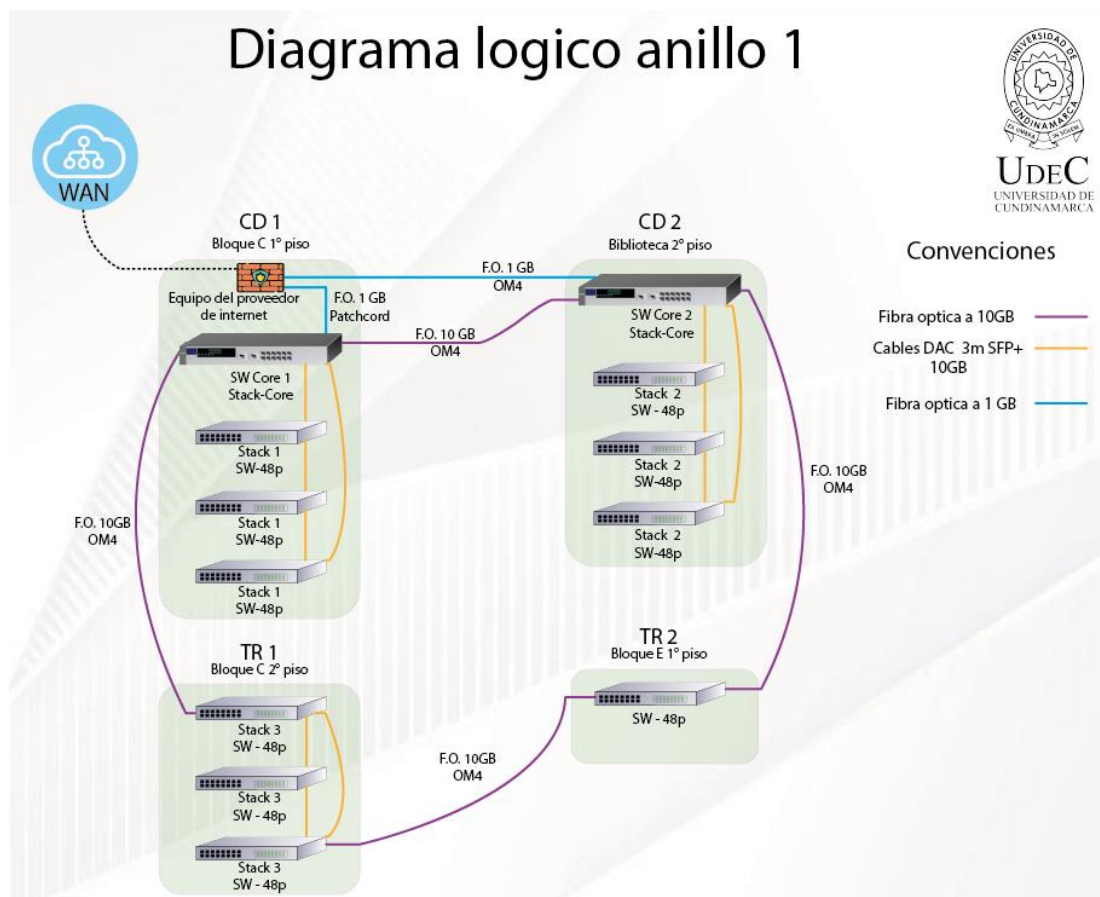 Diagrama logico anillo 1
UNIVERSIDAD DE
CUNDINAMARCA
UDEC
UNIVERSIDAD DE
CUNDINAMARCA
WAN
CD 1
Bloque C 1° piso
Equipo del proveedor
de internet
F.O. 1 GB
Patchcord
F.O. 1 GB
OM4
F.O. 10 GB
OM4
SW Core 1
Stack-Core
Stack 1
SW-48p
Stack 1
SW-48p
Stack 1
SW-48p
CD 2
Biblioteca 2° piso
SW Core 2
Stack-Core
Stack 2
SW - 48p
Stack 2
SW-48p
Stack 2
SW-48p
Convenciones
Fibra optica a 10GB
Cables DAC 3m SFP+
10GB
Fibra optica a 1 GB
F.O. 10GB
OM4
F.O. 10GB
OM4
TR 1
Bloque C 2° piso
Stack 3
SW - 48p
Stack 3
SW - 48p
Stack 3
SW - 48p
F.O. 10GB
OM4
TR 2
Bloque E 1° piso
SW - 48p